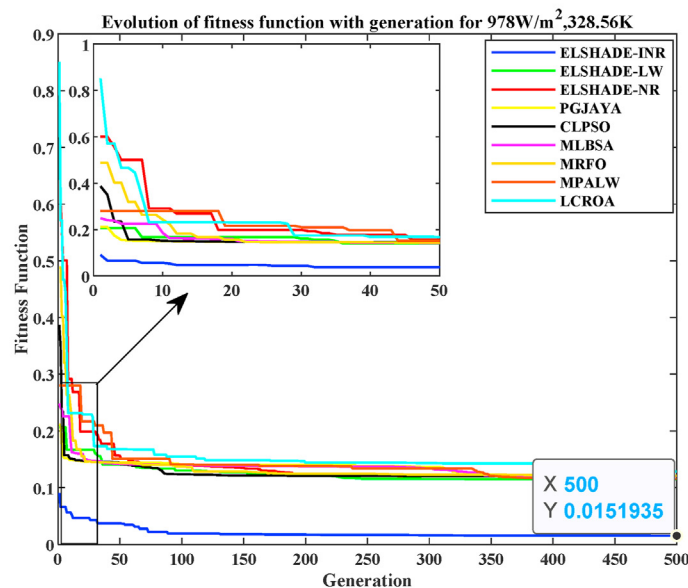 Evolution of fitness function with generation for 978W/m²,328.56K
0.9
0.8
0.7
0.6
0.5
0.4
0.3
0.2
0.1
0
Fitness Function
1
0.8
0.6
0.4
0.2
0
0 10 20 30 40 50
ELSHADE-INR
ELSHADE-LW
ELSHADE-NR
PGJAYA
CLPSO
MLBSA
MRFO
MPALW
LCROA
X 500
Y 0.0151935
0 50 100 150 200 250 300 350 400 450 500
Generation